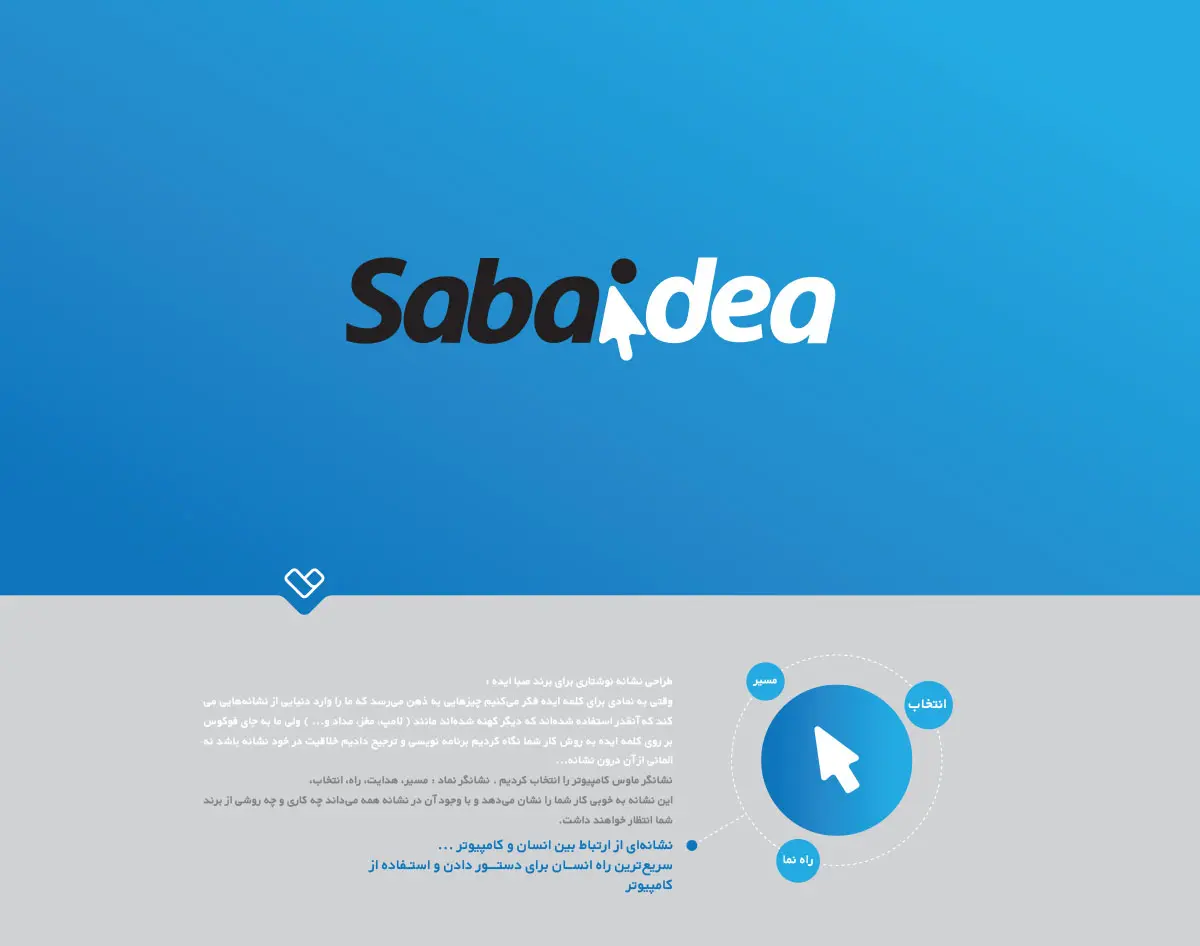 Sabaidea
طراحی نشانه نوشتاری برای برند صبا ایده :
وقتی به نمادی برای کلمه ایده فکر می‌کنیم چیزهایی به ذهن می‌رسد که ما را وارد دنیایی از نشانه‌هایی می
کند که آنقدر استفاده شده‌اند که دیگر کهنه شده‌اند مانند ( لامپ، مغز، مداد و... ) ولی ما به جای فوکوس
بر روی کلمه ایده به روش کار شما نگاه کردیم برنامه نویسی و ترجیح دادیم خلاقیت در خود نشانه باشد نه
المانی از آن درون نشانه...
نشانگر ماوس کامپیوتر را انتخاب کردیم . نشانگر نماد : مسیر، هدایت، راه، انتخاب،
این نشانه به خوبی کار شما را نشان می‌دهد و با وجود آن در نشانه همه می‌داند چه کاری و چه روشی از برند
شما انتظار خواهند داشت.
نشانه‌ای از ارتباط بین انسان و کامپیوتر ...
سریع‌ترین راه انســان برای دستـــور دادن و استـفاده از
کامپیوتر
مسیر
انتخاب
راه نما